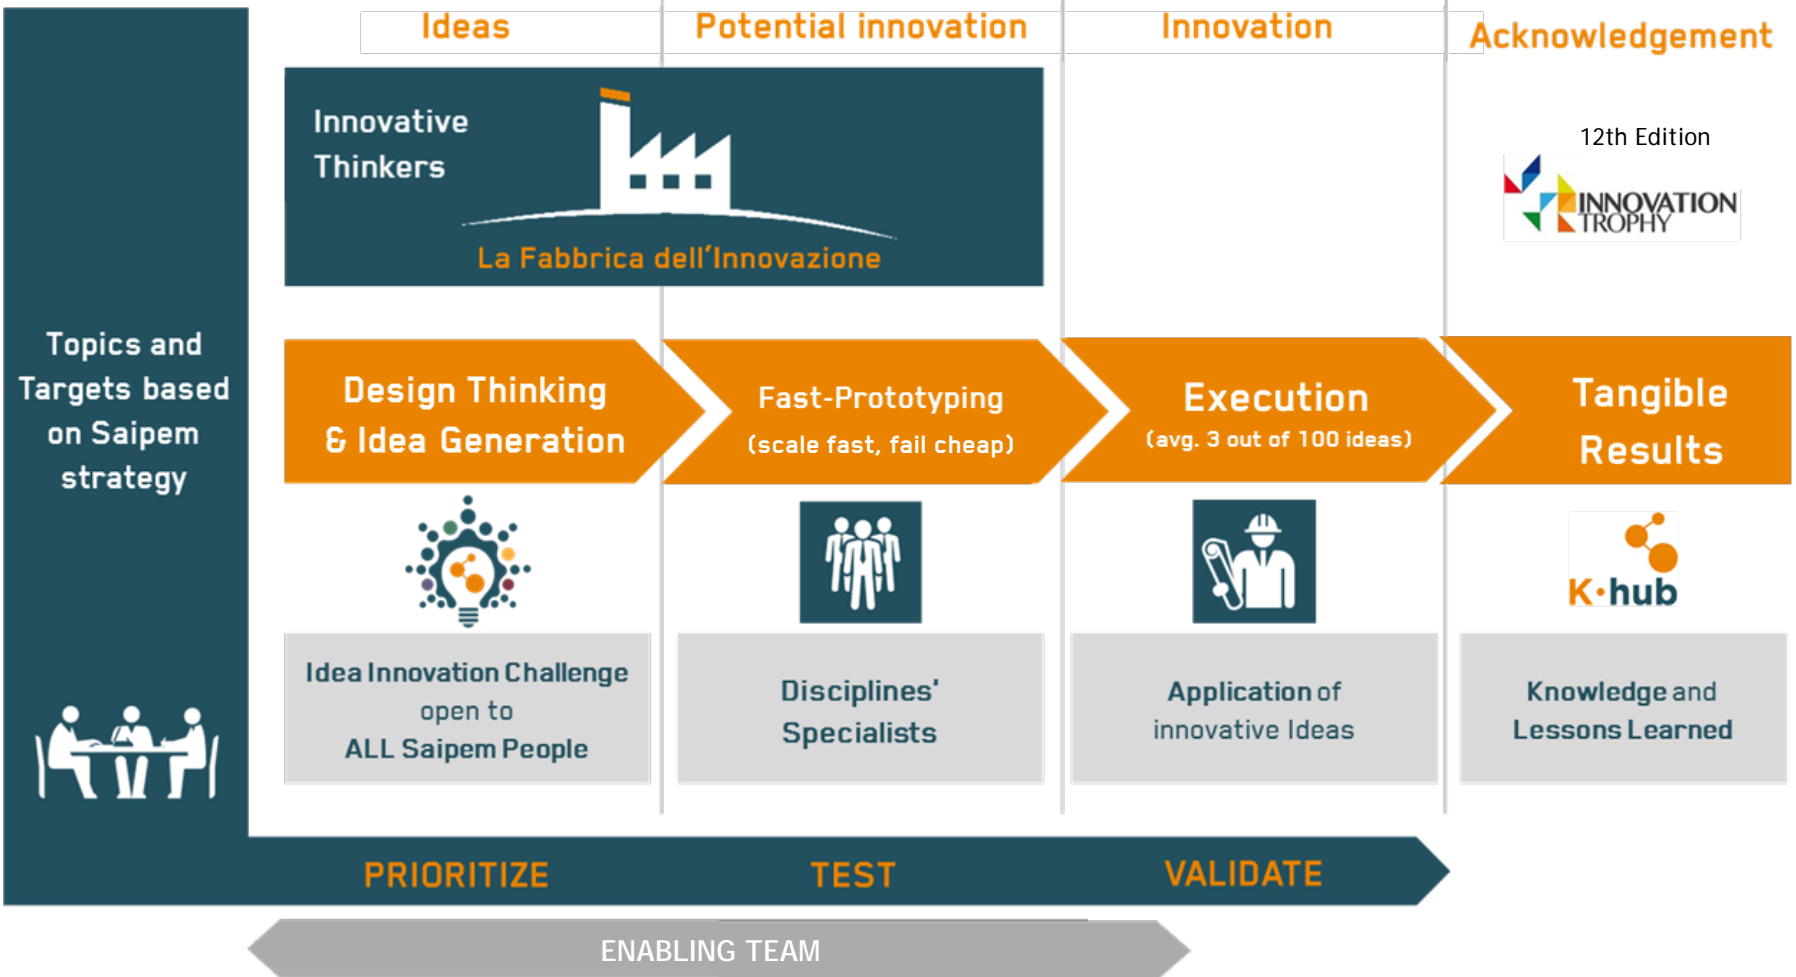 Ideas
Potential innovation
Innovation
Acknowledgement
Innovative
Thinkers
La Fabbrica dell'Innovazione
12th Edition
INNOVATION
TROPHY
Topics and
Targets based
on Saipem
strategy
Design Thinking
& Idea Generation
Fast-Prototyping
(scale fast, fail cheap)
Execution
(avg. 3 out of 100 ideas)
Tangible
Results
K·hub
Idea Innovation Challenge
open to
ALL Saipem People
Disciplines'
Specialists
Application of
innovative Ideas
Knowledge and
Lessons Learned
PRIORITIZE
TEST
VALIDATE
ENABLING TEAM